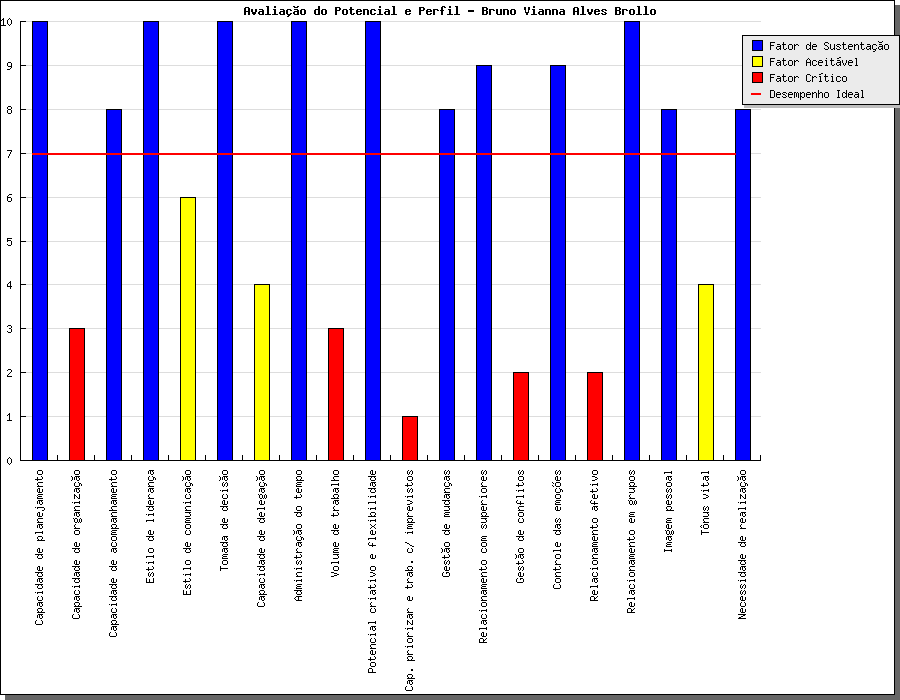 Avaliação do Potencial e Perfil - Bruno Vianna Alves Brollo
Fator de Sustentação
Fator Aceitável
Fator Crítico
Desempenho Ideal
10
9
8
7
6
5
4
3
2
1
0
Capacidade de planejamento
Capacidade de organização
Capacidade de acompanhamento
Estilo de liderança
Estilo de comunicação
Tomada de decisão
Capacidade de delegação
Administração do tempo
Volume de trabalho
Potencial criativo e flexibilidade
Cap. priorizar e trab. c/ imprevistos
Gestão de mudanças
Relacionamento com superiores
Gestão de conflitos
Controle das emoções
Relacionamento afetivo
Relacionamento em grupos
Imagem pessoal
Tônus vital
Necessidade de realização